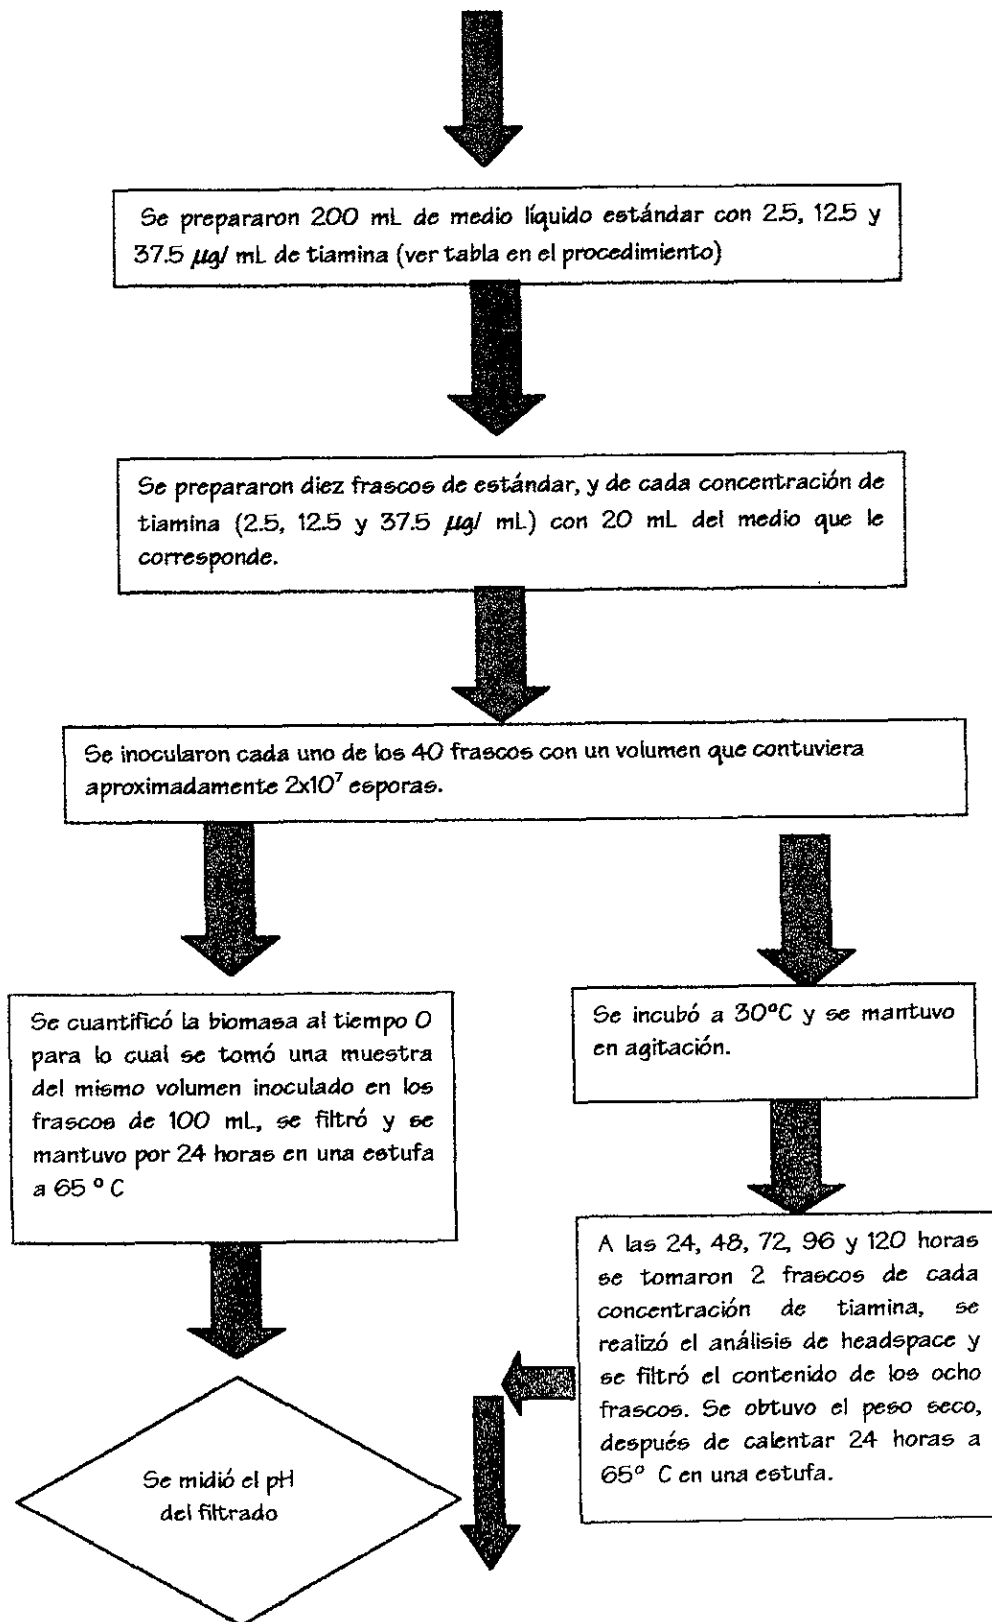 Se prepararon 200 mL de medio líquido estándar con 2.5, 12.5 y
37.5 µg/ mL de tiamina (ver tabla en el procedimiento)
Se prepararon diez frascos de estándar, y de cada concentración de
tiamina (2.5, 12.5 y 37.5 µg/ mL) con 20 mL del medio que le
corresponde.
Se inocularon cada uno de los 40 frascos con un volumen que contuviera
aproximadamente 2x10⁷ esporas.
Se cuantificó la biomasa al tiempo 0
para lo cual se tomó una muestra
del mismo volumen inoculado en los
frascos de 100 mL, se filtró y se
mantuvo por 24 horas en una estufa
a 65 º C
Se incubó a 30ºC y se mantuvo
en agitación.
A las 24, 48, 72, 96 y 120 horas
se tomaron 2 frascos de cada
concentración de tiamina, se
realizó el análisis de headspace y
se filtró el contenido de los ocho
frascos. Se obtuvo el peso seco,
después de calentar 24 horas a
65º C en una estufa.
Se midió el pH
del filtrado